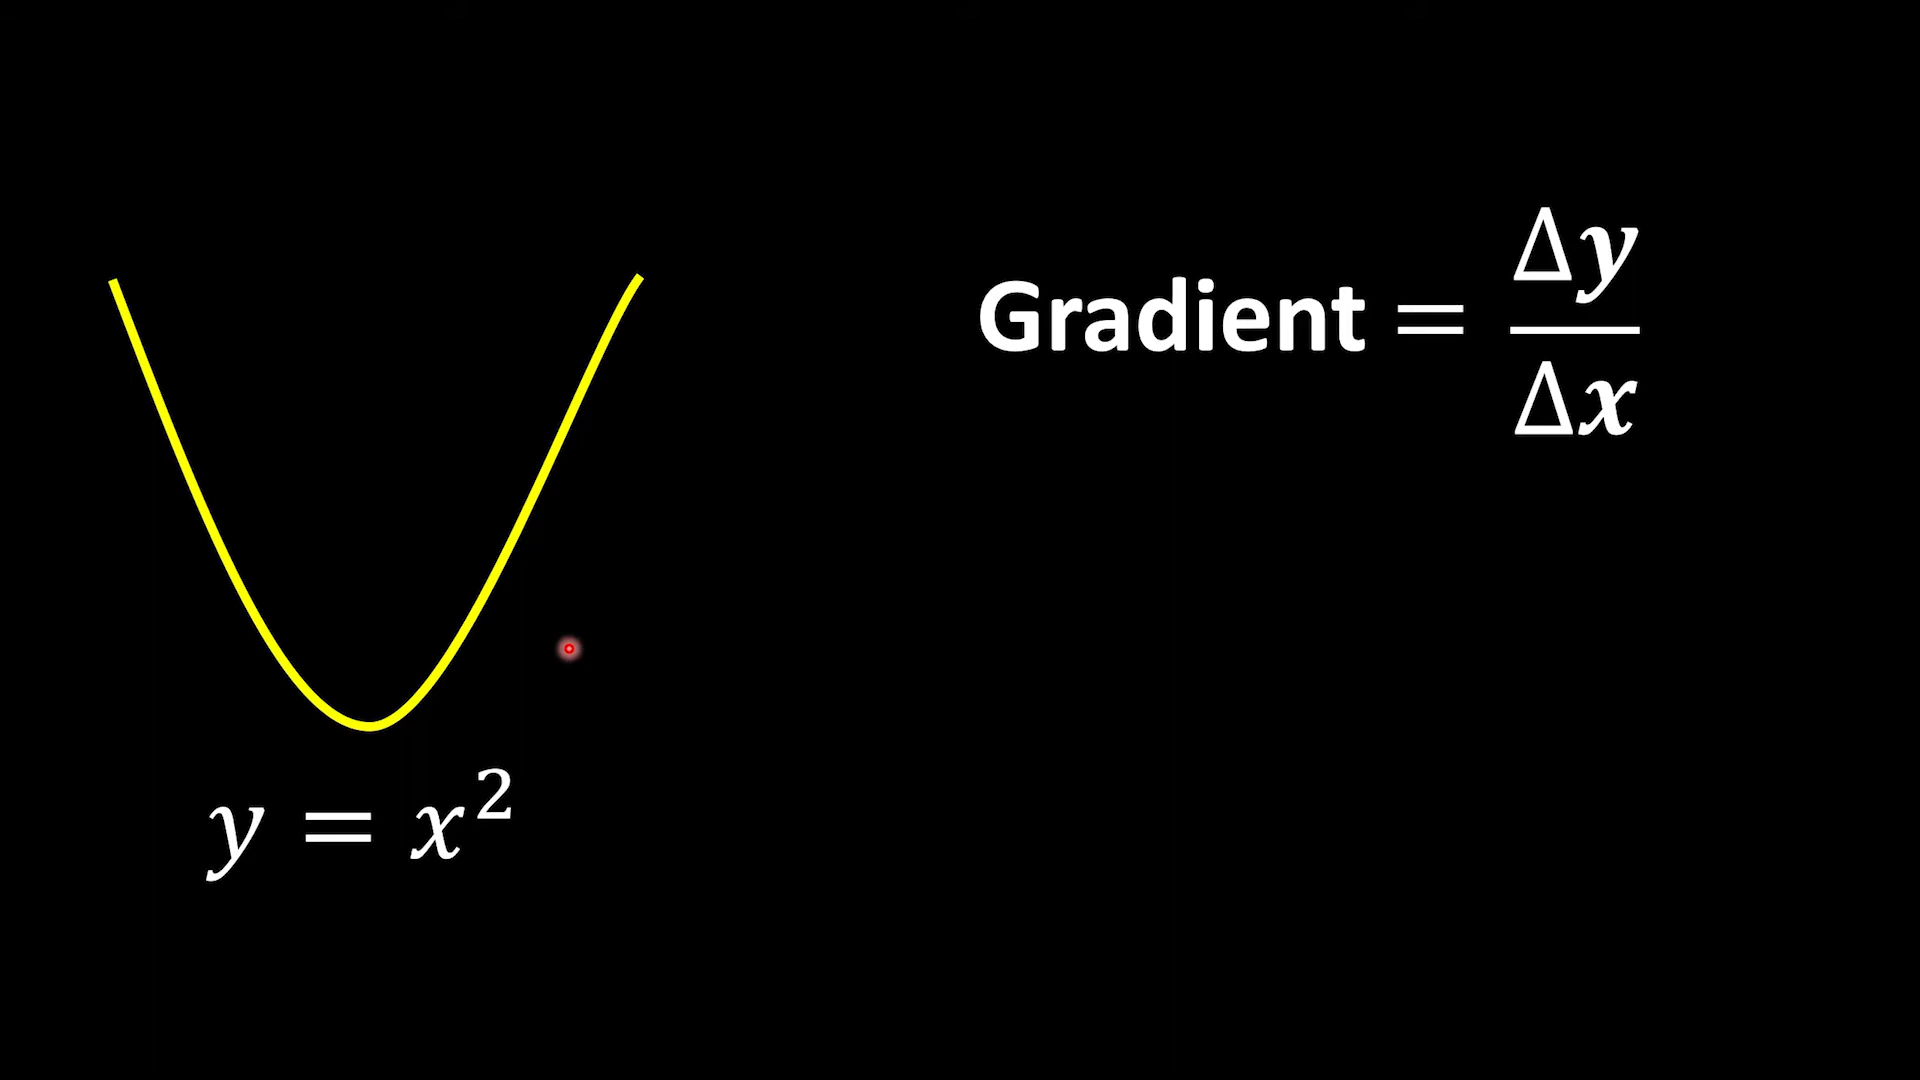 Gradient = Δy/Δx
y = x²